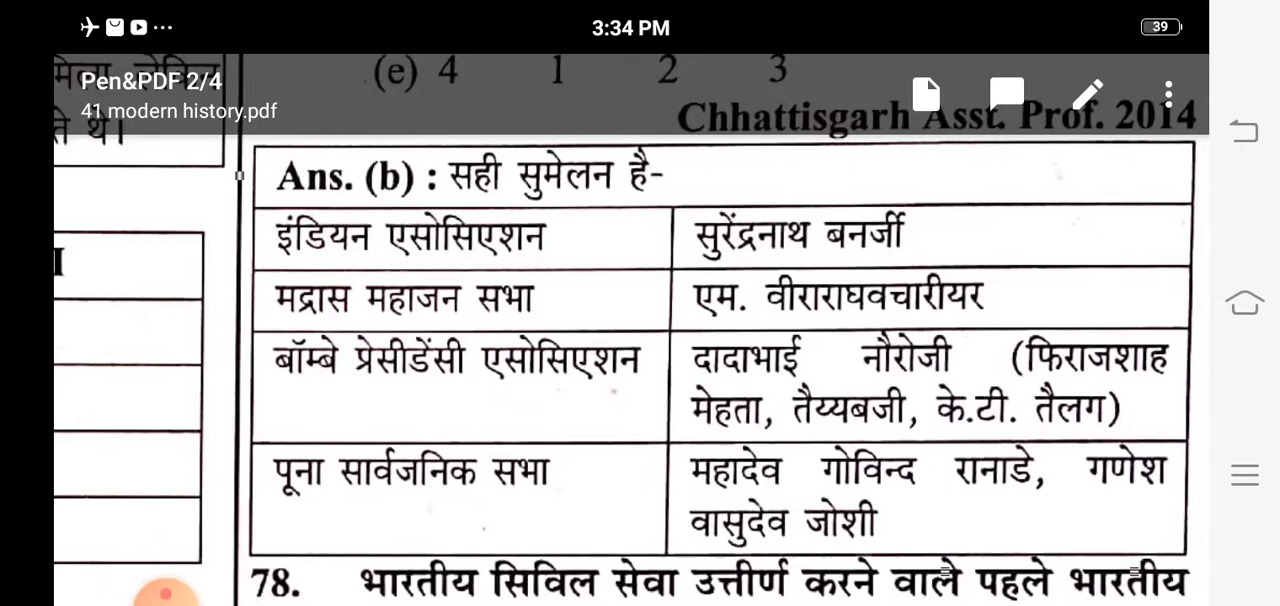 3:34 PM
39
Pen&PDF 2/4
41 modern history.pdf
(e) 4 1 2 3
ते थे।
Chhattisgarh Asst. Prof. 2014
Ans. (b) : सही सुमेलन है-
इंडियन एसोसिएशन सुरेंद्रनाथ बनर्जी
I
मद्रास महाजन सभा एम. वीराराघवचारीयर
बॉम्बे प्रेसीडेंसी एसोसिएशन दादाभाई नौरोजी (फिराजशाह
मेहता, तैय्यबजी, के.टी. तैलग)
पूना सार्वजनिक सभा महादेव गोविन्द रानाडे, गणेश
वासुदेव जोशी
78. भारतीय सिविल सेवा उत्तीर्ण करने वाले पहले भारतीय